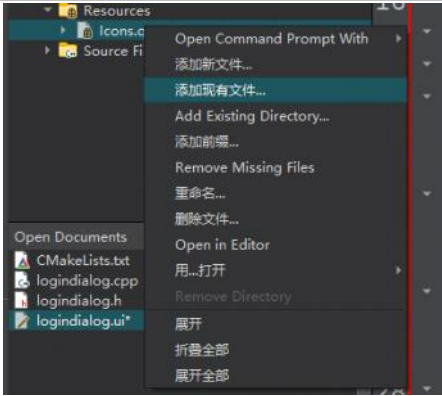 Resources
Icons.q
Source Fi
Open Command Prompt With
添加新文件...
添加现有文件...
Add Existing Directory...
添加前缀...
Remove Missing Files
重命名...
删除文件...
Open in Editor
用...打开
Remove Directory
展开
折叠全部
展开全部
Open Documents
CMakeLists.txt
logindialog.cpp
logindialog.h
logindialog.ui*